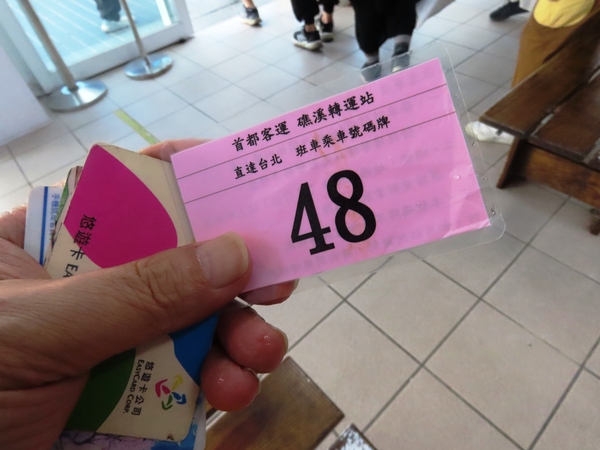 首都客運 礁溪轉運站
直達台北 班車乘車號碼牌
48
悠遊卡 EA
悠遊卡公司
EASYCARD CORP.